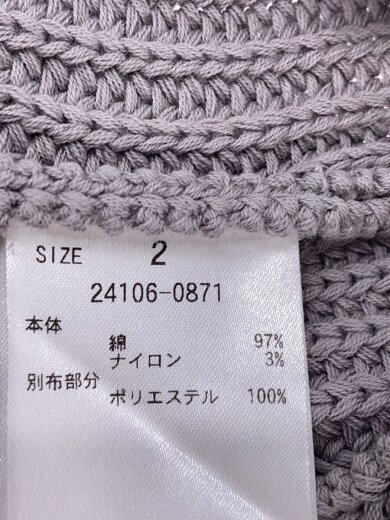 SIZE 2
24106-0871
本体
綿 97%
ナイロン 3%
別布部分
ポリエステル 100%